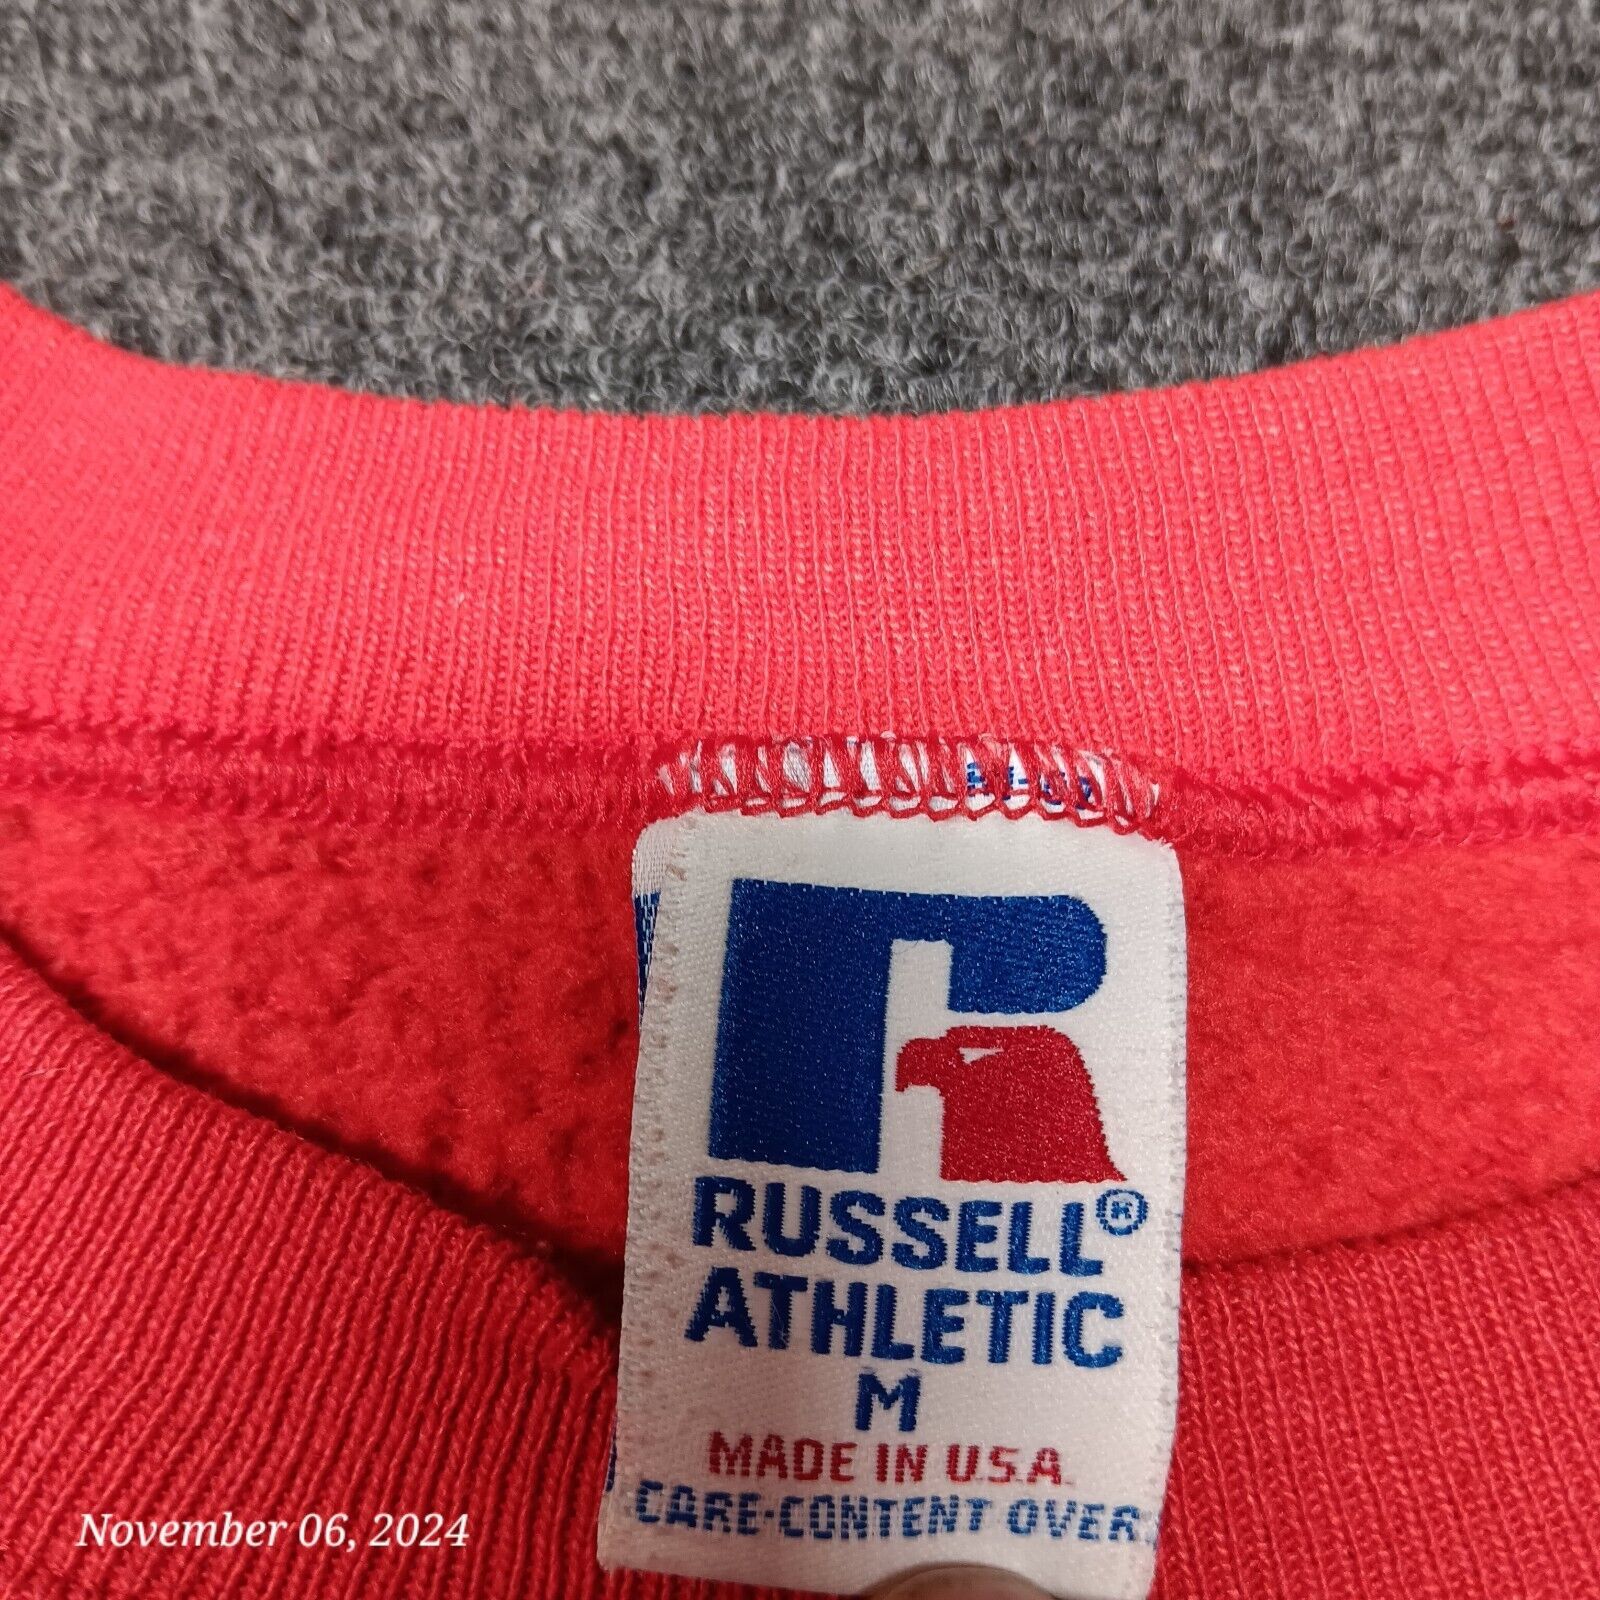 RUSSELL®
ATHLETIC
M
MADE IN U.S.A.
CARE-CONTENT OVER
November 06, 2024